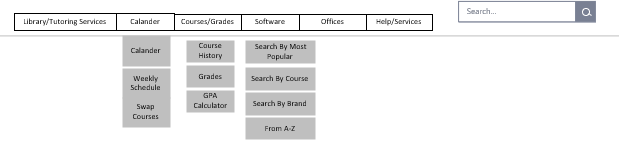 Library/Tutoring Services
Calander
Courses/Grades
Software
Offices
Help/Services
Search...
Calander
Weekly
Schedule
Swap
Courses
Course
History
Grades
GPA
Calculator
Search By Most
Popular
Search By Course
Search By Brand
From A-Z